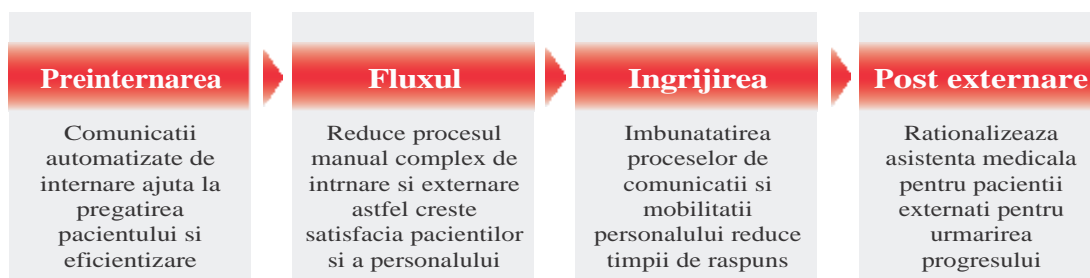 Preinternarea
Comunicatii
automatizate de
internare ajuta la
pregatirea
pacientului si
eficientizare
Fluxul
Reduce procesul
manual complex de
intrnare si externare
astfel creste
satisfacia pacientilor
si a personalului
Ingrijirea
Imbunatatirea
proceselor de
comunicatii si
mobilitatii
personalului reduce
timpii de raspuns
Post externare
Rationalizeaza
asistenta medicala
pentru pacientii
externati pentru
urmarirea
progresului